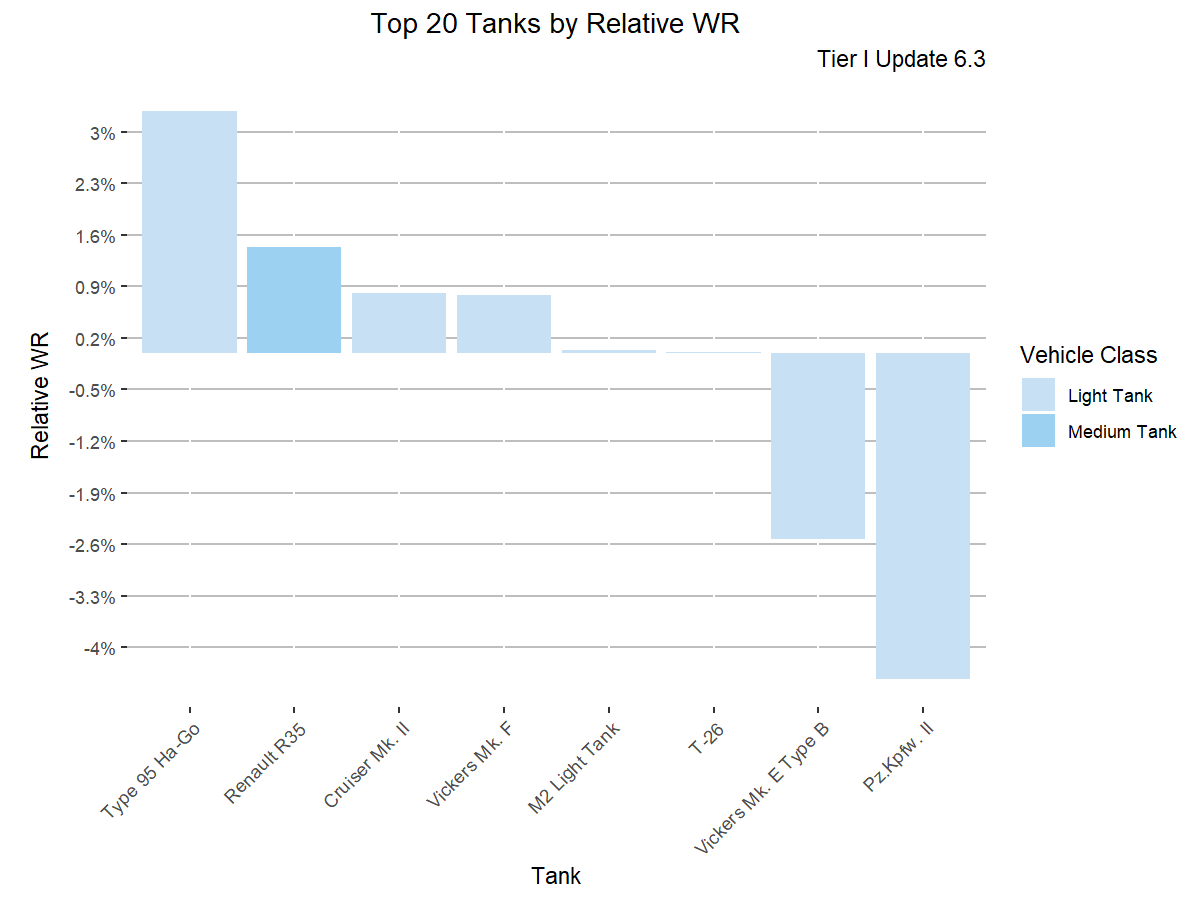 Top 20 Tanks by Relative WR
Tier I Update 6.3
3%
2.3%
1.6%
0.9%
0.2%
-0.5%
-1.2%
-1.9%
-2.6%
-3.3%
-4%
Relative WR
Type 95 Ha-Go
Renault R35
Cruiser Mk. II
Vickers Mk. F
M2 Light Tank
T-26
Vickers Mk. E Type B
Pz.Kpfw. II
Tank
Vehicle Class
Light Tank
Medium Tank